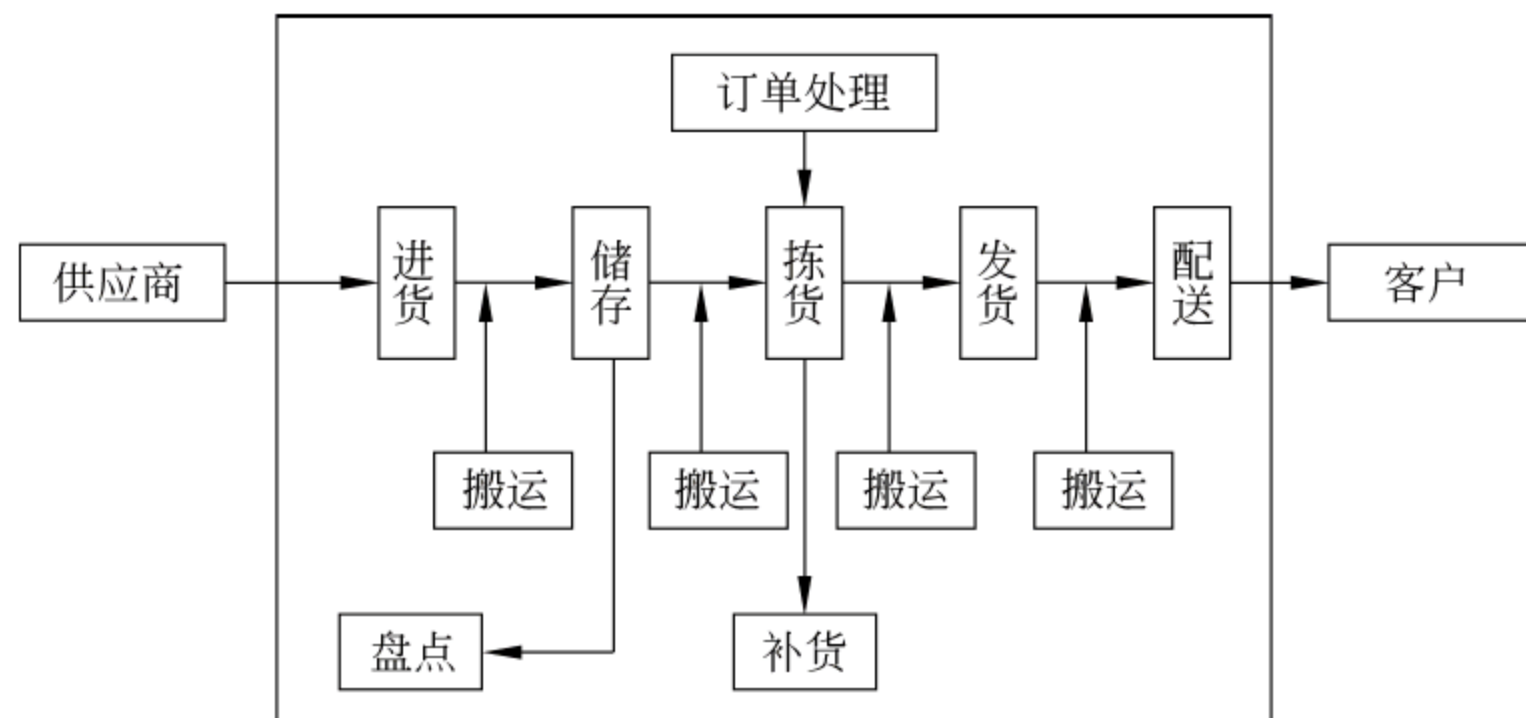 订单处理
供应商
进货
储存
拣货
发货
配送
客户
搬运
搬运
搬运
搬运
盘点
补货